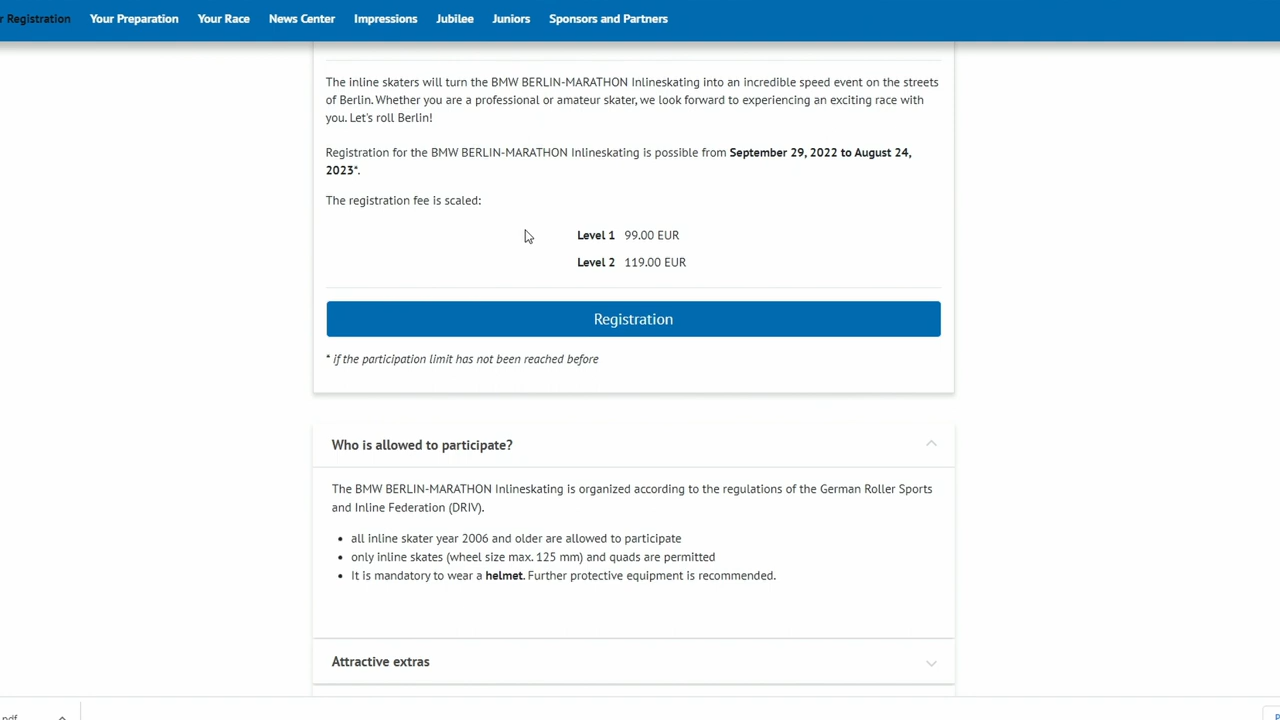 r Registration Your Preparation Your Race News Center Impressions Jubilee Juniors Sponsors and Partners
The inline skaters will turn the BMW BERLIN-MARATHON Inlineskating into an incredible speed event on the streets
of Berlin. Whether you are a professional or amateur skater, we look forward to experiencing an exciting race with
you. Let's roll Berlin!
Registration for the BMW BERLIN-MARATHON Inlineskating is possible from September 29, 2022 to August 24,
2023*.
The registration fee is scaled:
Level 1 99.00 EUR
Level 2 119.00 EUR
Registration
* if the participation limit has not been reached before
Who is allowed to participate?
The BMW BERLIN-MARATHON Inlineskating is organized according to the regulations of the German Roller Sports
and Inline Federation (DRIV).
• all inline skater year 2006 and older are allowed to participate
• only inline skates (wheel size max. 125 mm) and quads are permitted
• It is mandatory to wear a helmet. Further protective equipment is recommended.
Attractive extras
.pdf